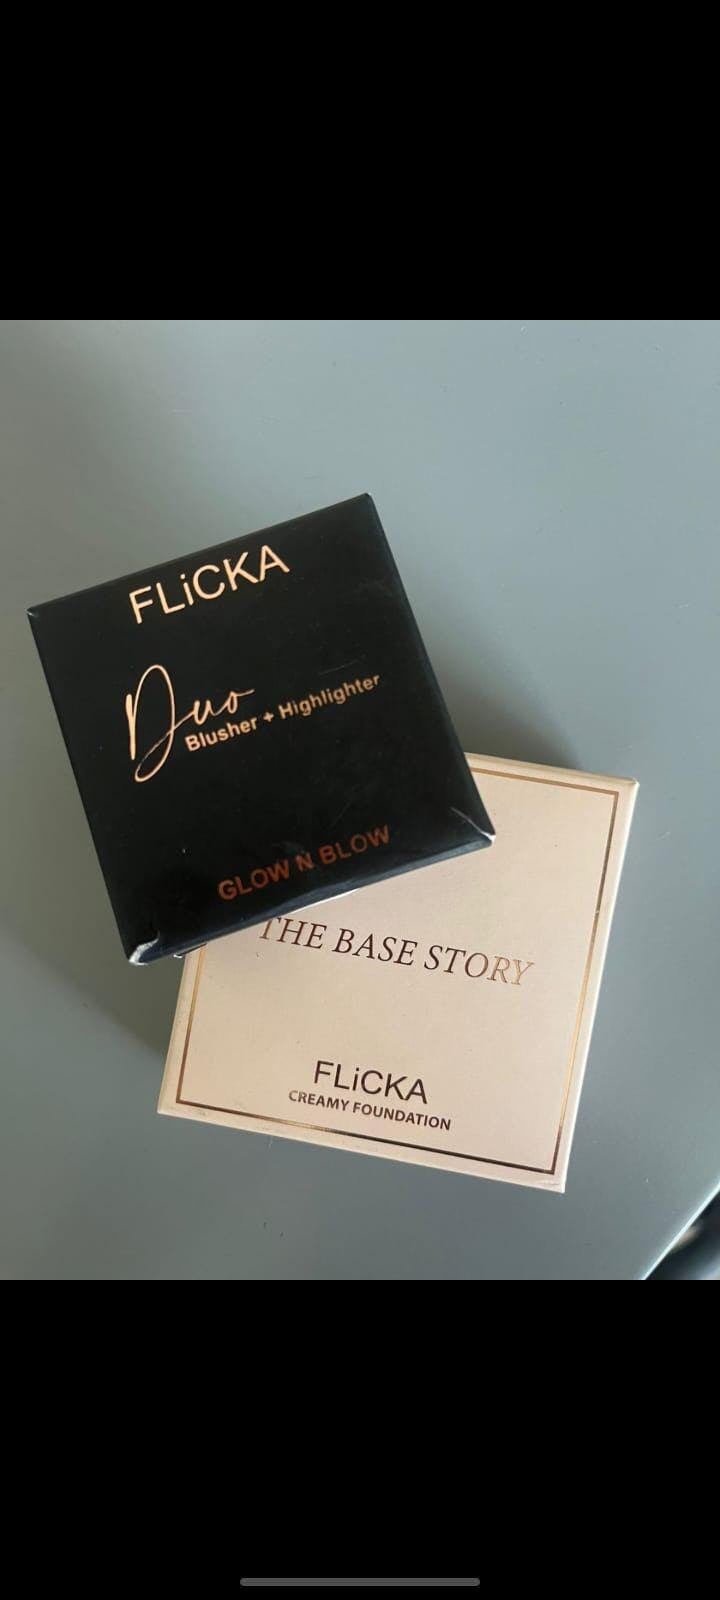 FLiCKA
Duo
Blusher + Highlighter
GLOW N BLOW
THE BASE STORY
FLiCKA
CREAMY FOUNDATION